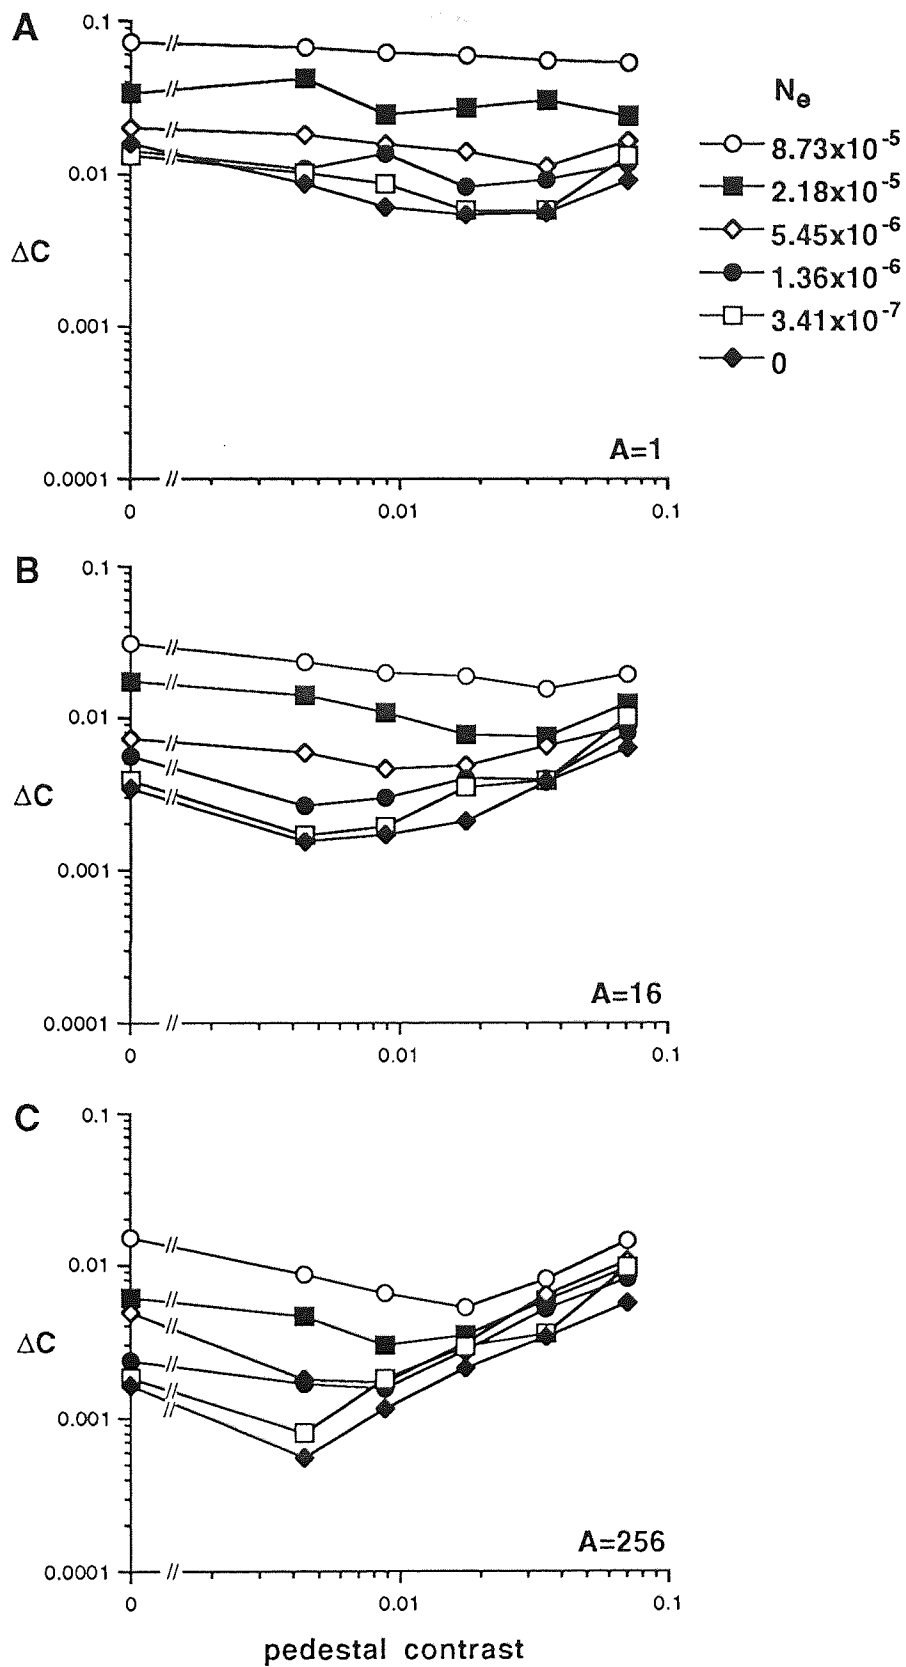 A
0.1
0.01
ΔC
0.001
0.0001
0
0.01
0.1
A=1
Nₑ
8.73x10⁻⁵
2.18x10⁻⁵
5.45x10⁻⁶
1.36x10⁻⁶
3.41x10⁻⁷
0
B
0.1
0.01
ΔC
0.001
0.0001
0
0.01
0.1
A=16
C
0.1
0.01
ΔC
0.001
0.0001
0
0.01
0.1
A=256
pedestal contrast